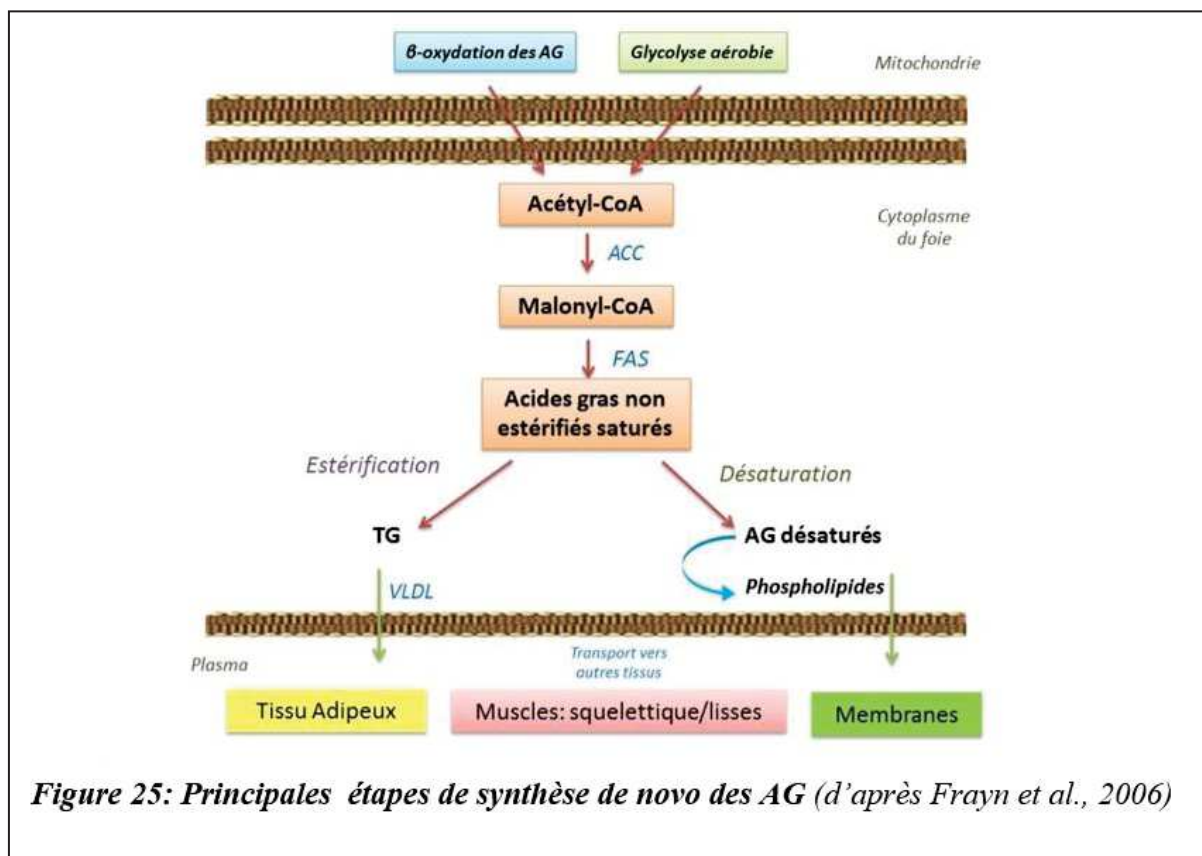 β-oxydation des AG
Glycolyse aérobie
Mitochondrie
Acétyl-CoA
Cytoplasme
du foie
ACC
Malonyl-CoA
FAS
Acides gras non
estérifiés saturés
Estérification
Désaturation
TG
AG désaturés
VLDL
Phospholipides
Plasma
Transport vers
autres tissus
Tissu Adipeux
Muscles: squelettique/lisses
Membranes
Figure 25: Principales étapes de synthèse de novo des AG (d'après Frayn et al., 2006)